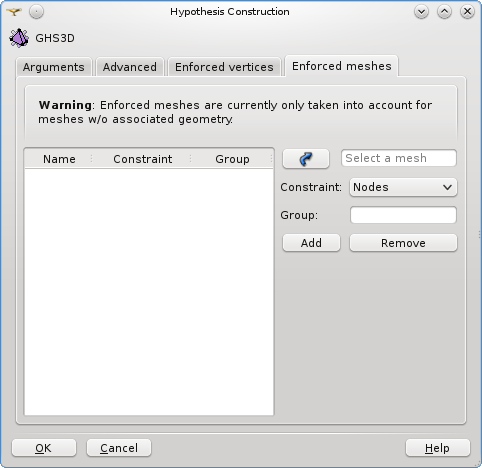 Hypothesis Construction
GHS3D
Arguments Advanced Enforced vertices Enforced meshes
Warning: Enforced meshes are currently only taken into account for
meshes w/o associated geometry.
Name Constraint Group
Select a mesh
Constraint: Nodes
Group:
Add Remove
OK Cancel Help